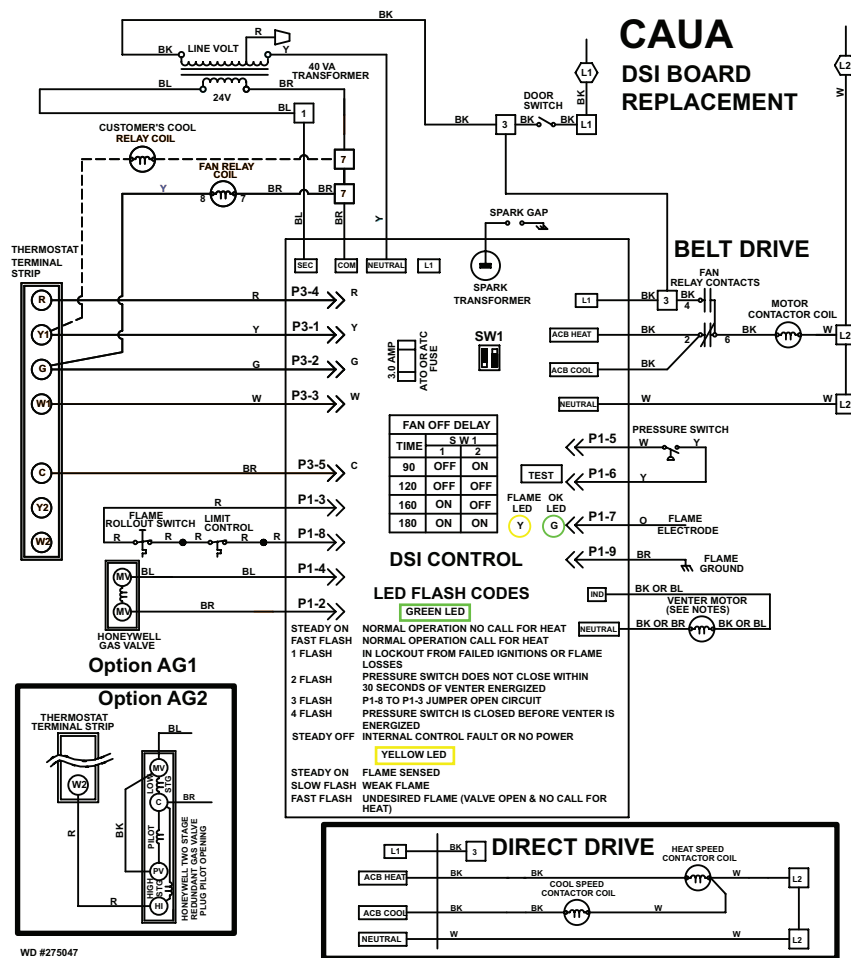 CAUA
DSI BOARD
REPLACEMENT
BK
R
BK
LINE VOLT
Y
40 VA
TRANSFORMER
BL
24V
BR
BL
1
CUSTOMER'S COOL
RELAY COIL
7
FAN RELAY
COIL
Y
8
7
BR
BR
7
BL
BR
Y
DOOR
SWITCH
L1
BK
BK
3
BK
BK
L1
L2
W
SPARK GAP
THERMOSTAT
TERMINAL
STRIP
R
Y1
G
W1
C
Y2
W2
SEC
COM
NEUTRAL
L1
SPARK
TRANSFORMER
BELT DRIVE
R
P3-4
R
Y
P3-1
Y
G
P3-2
G
W
P3-3
W
BR
P3-5
C
R
P1-3
FLAME
ROLLOUT SWITCH
LIMIT
CONTROL
R
R
R
R
P1-8
MV
BL
BL
P1-4
MV
BR
P1-2
HONEYWELL
GAS VALVE
Option AG1
3.0 AMP
ATO OR ATC
FUSE
SW1
L1
BK
3
BK
4
FAN
RELAY CONTACTS
MOTOR
CONTACTOR COIL
ACB HEAT
BK
2
6
BK
W
L2
ACB COOL
BK
NEUTRAL
W
W
L2
FAN OFF DELAY
TIME
S W 1
1
2
90
OFF
ON
120
OFF
OFF
160
ON
OFF
180
ON
ON
P1-5
PRESSURE SWITCH
W
Y
TEST
P1-6
Y
FLAME
LED
OK
LED
Y
G
P1-7
O
FLAME
ELECTRODE
P1-9
BR
FLAME
GROUND
DSI CONTROL
IND
BK OR BL
VENTER MOTOR
(SEE NOTES)
NEUTRAL
BK OR BR
BK OR BL
LED FLASH CODES
GREEN LED
STEADY ON NORMAL OPERATION NO CALL FOR HEAT
FAST FLASH NORMAL OPERATION CALL FOR HEAT
1 FLASH IN LOCKOUT FROM FAILED IGNITIONS OR FLAME
LOSSES
2 FLASH PRESSURE SWITCH DOES NOT CLOSE WITHIN
30 SECONDS OF VENTER ENERGIZED
3 FLASH P1-8 TO P1-3 JUMPER OPEN CIRCUIT
4 FLASH PRESSURE SWITCH IS CLOSED BEFORE VENTER IS
ENERGIZED
STEADY OFF INTERNAL CONTROL FAULT OR NO POWER
YELLOW LED
STEADY ON FLAME SENSED
SLOW FLASH WEAK FLAME
FAST FLASH UNDESIRED FLAME (VALVE OPEN & NO CALL FOR
HEAT)
Option AG2
THERMOSTAT
TERMINAL STRIP
W2
R
BL
MV
LOW
STG
C
BR
BK
PILOT
PV
HIGH
STG
R
HI
HONEYWELL TWO STAGE
REDUNDANT GAS VALVE
PLUG PILOT OPENING
DIRECT DRIVE
L1
BK
3
HEAT SPEED
CONTACTOR COIL
ACB HEAT
BK
BK
W
L2
COOL SPEED
CONTACTOR COIL
ACB COOL
BK
BK
W
NEUTRAL
W
W
L2
WD #275047